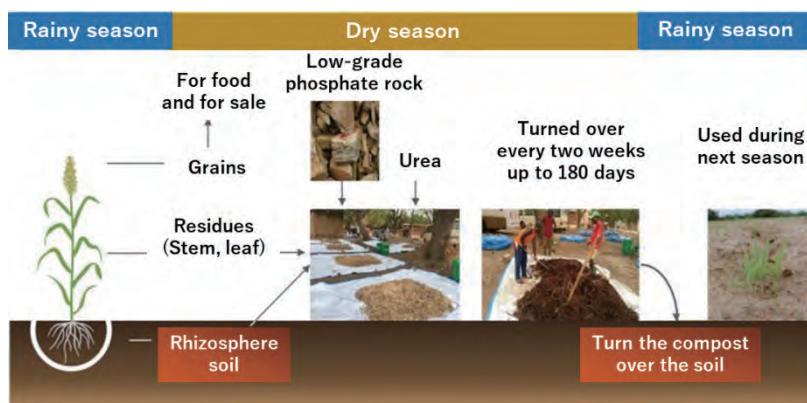 Rainy season
Dry season
Rainy season
For food
and for sale
Low-grade
phosphate rock
Grains
Urea
Turned over
every two weeks
up to 180 days
Used during
next season
Residues
(Stem, leaf)
Rhizosphere
soil
Turn the compost
over the soil